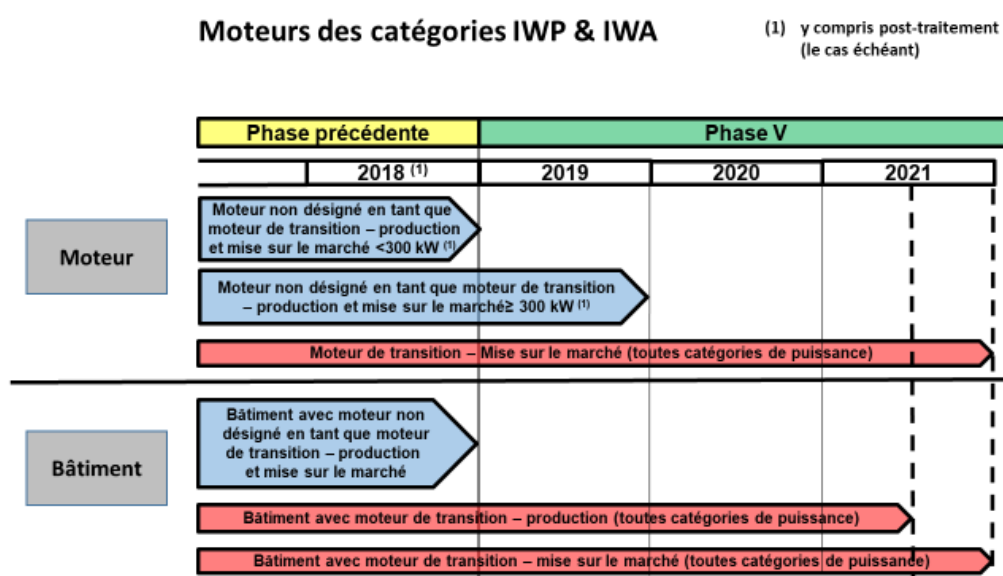 Moteurs des catégories IWP & IWA
(1) y compris post-traitement
(le cas échéant)
Phase précédente
Phase V
2018 (1)
2019
2020
2021
Moteur
Moteur non désigné en tant que
moteur de transition – production
et mise sur le marché <300 kW (1)
Moteur non désigné en tant que moteur de transition
– production et mise sur le marché≥ 300 kW (1)
Moteur de transition – Mise sur le marché (toutes catégories de puissance)
Bâtiment
Bâtiment avec moteur non
désigné en tant que moteur
de transition – production
et mise sur le marché
Bâtiment avec moteur de transition – production (toutes catégories de puissance)
Bâtiment avec moteur de transition – mise sur le marché (toutes catégories de puissance)